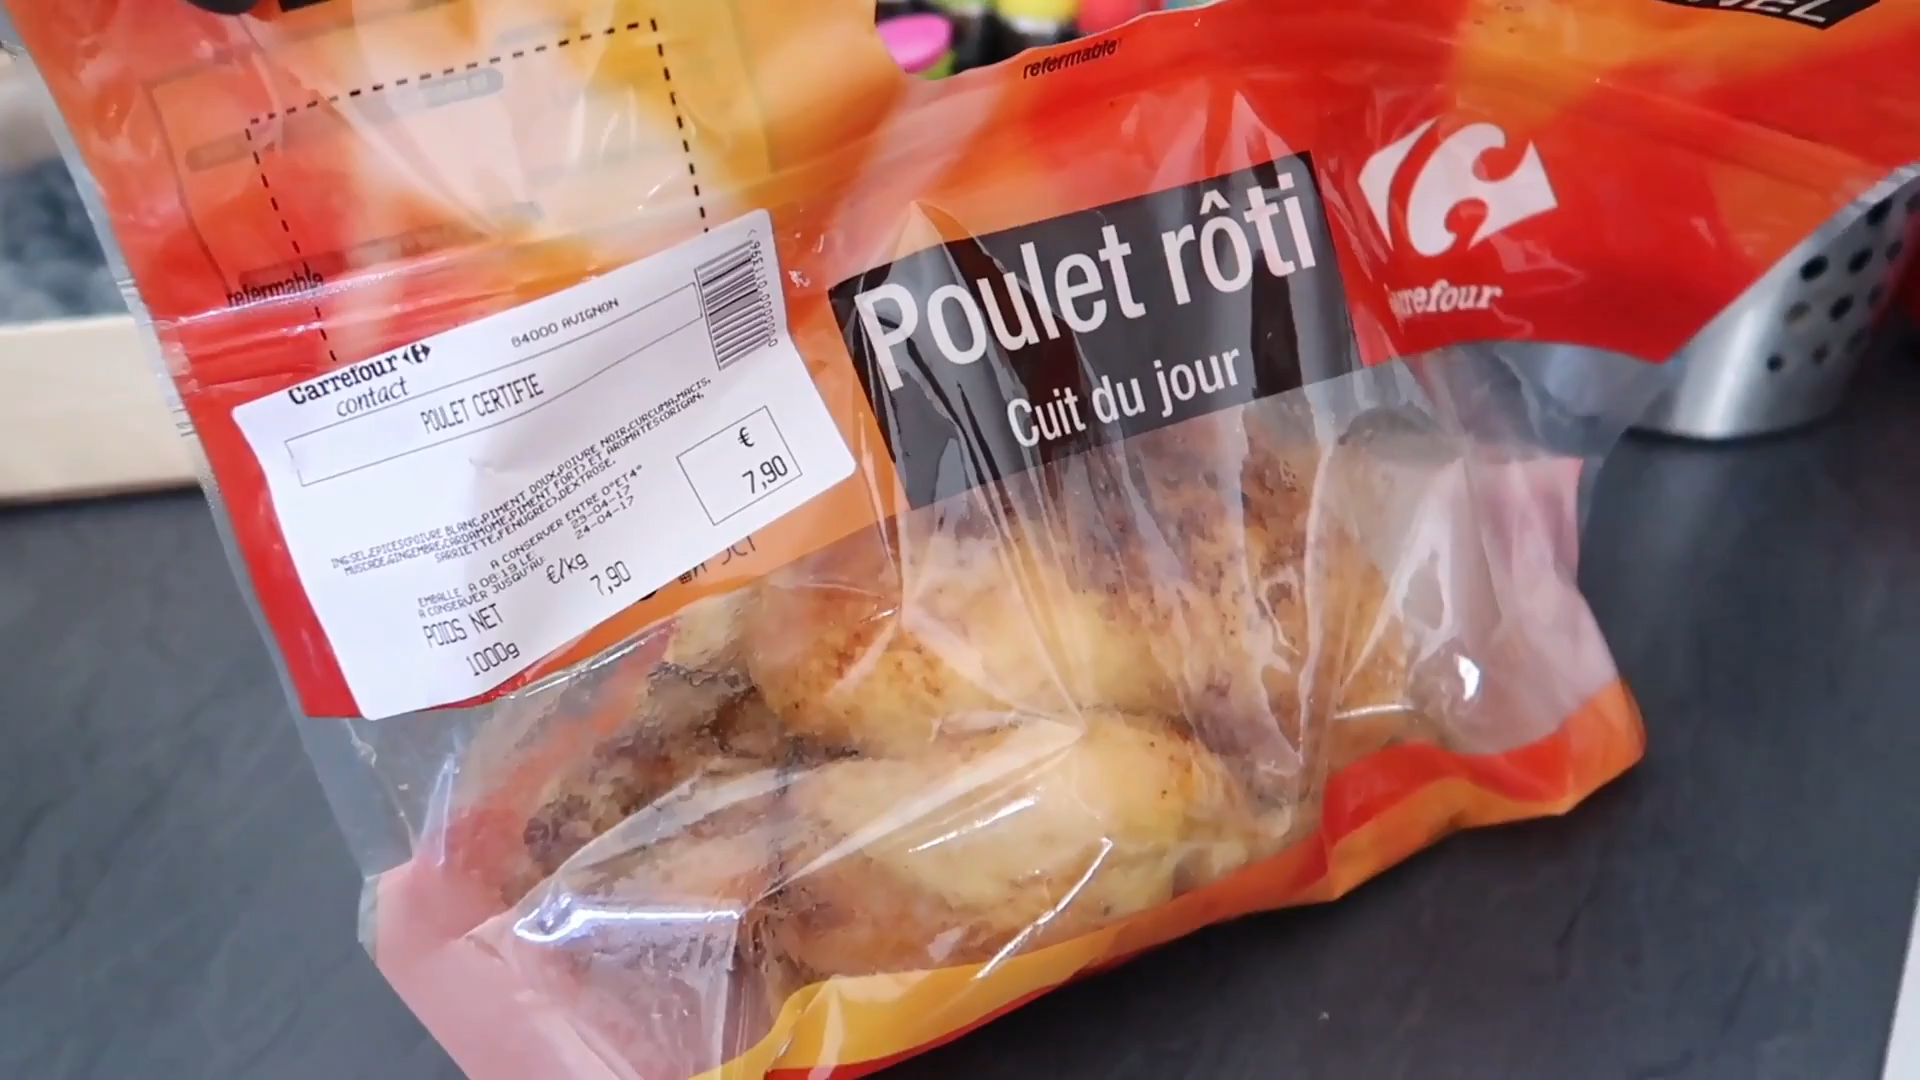 refermable
Carrefour
Poulet rôti
Cuit du jour
refermable
Carrefour
contact
84000 AVIGNON
POULET CERTIFIE
ING:SEL,EPICES(POIVRE BLANC,PIMENT DOUX,POIVRE NOIR,CURCUMA,MACIS,
MUSCADE,GINGEMBRE,CARDAMOME,PIMENT FORT) ET AROMATES(ORIGAN,
SARRIETTE,FENUGREC),DEXTROSE.
A CONSERVER ENTRE 0°ET4°
EMBALLE A 08:19 LE: 23-04-17
A CONSERVER JUSQU'AU: 24-04-17
POIDS NET
1000g
€/kg
7,90
€
7,90